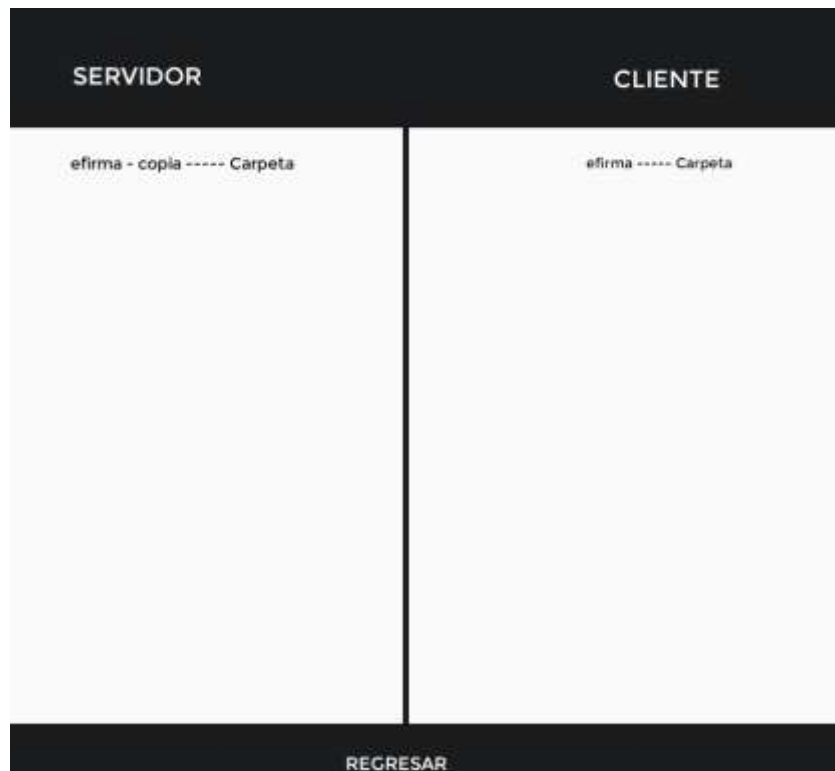 SERVIDOR
CLIENTE
efirma - copia ----- Carpeta
efirma ----- Carpeta
REGRESAR